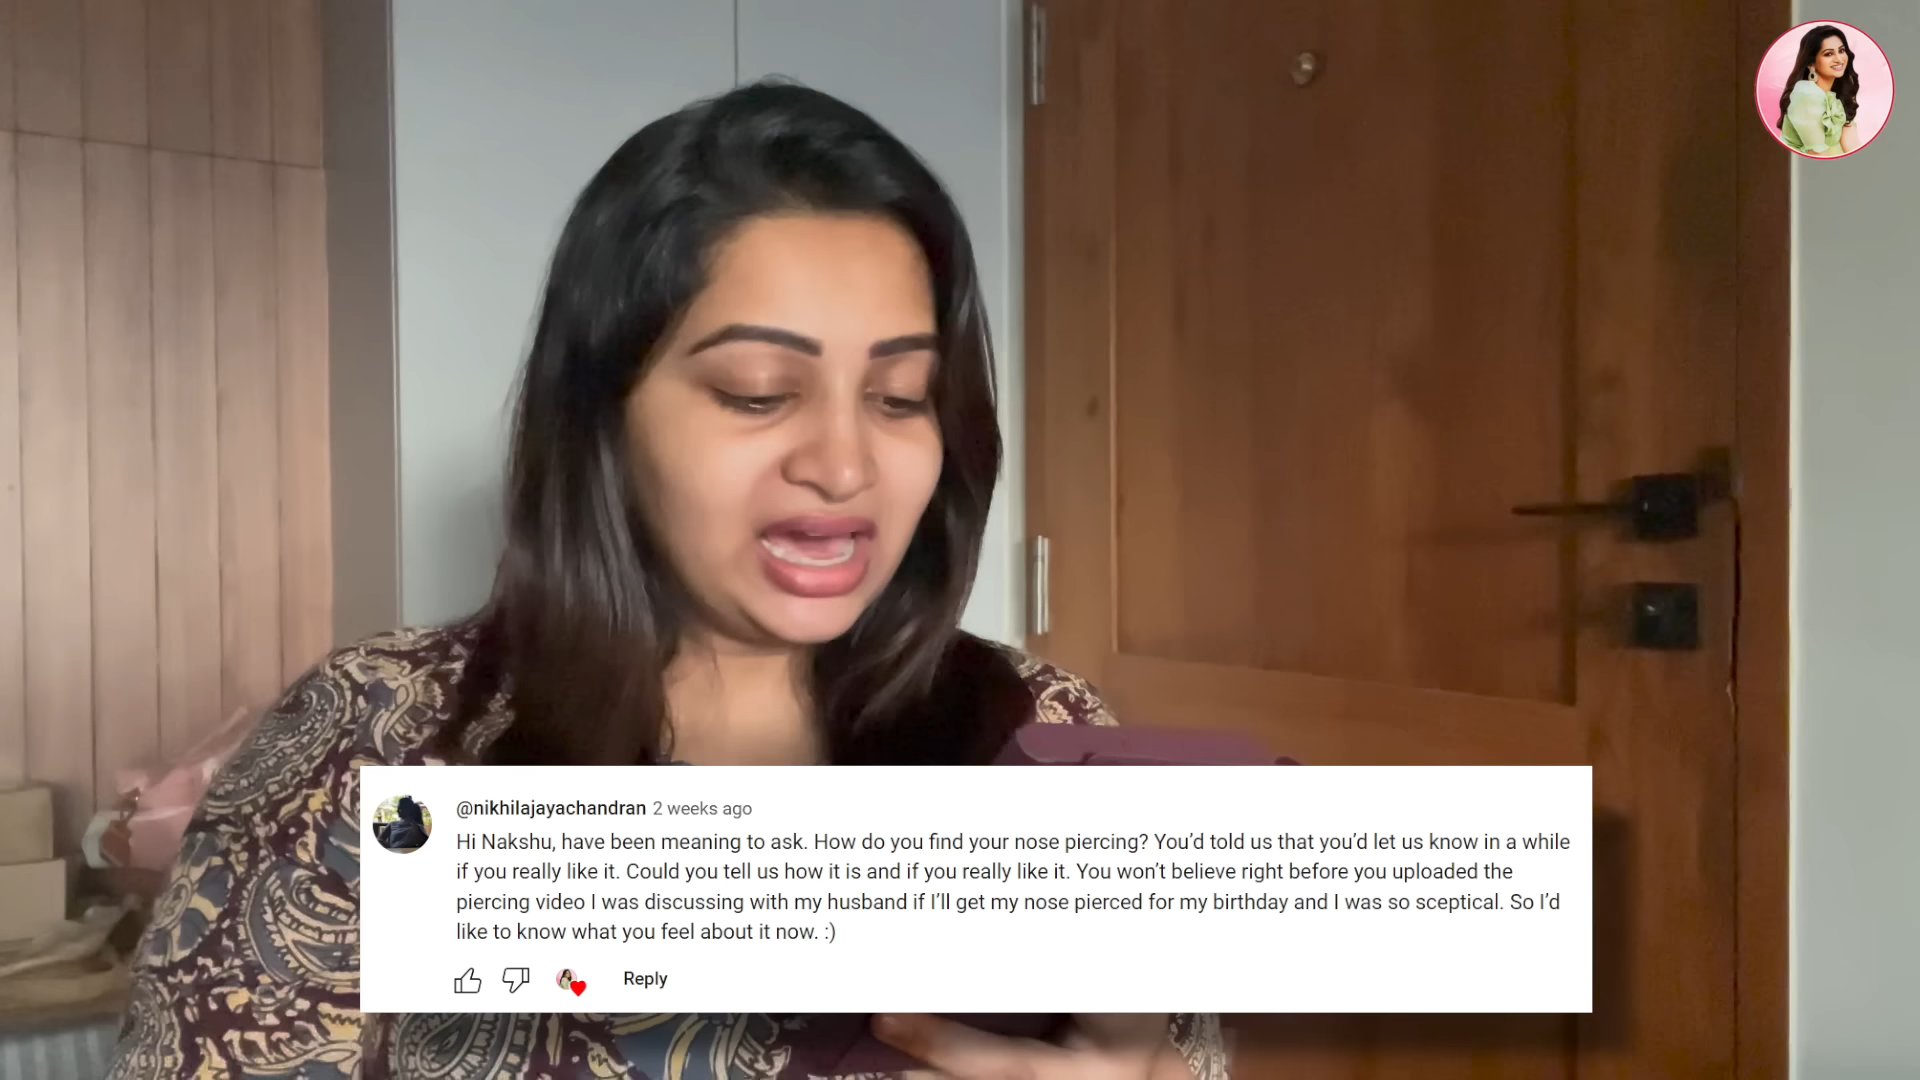 @nikhilajayachandran 2 weeks ago
Hi Nakshu, have been meaning to ask. How do you find your nose piercing? You’d told us that you’d let us know in a while
if you really like it. Could you tell us how it is and if you really like it. You won’t believe right before you uploaded the
piercing video I was discussing with my husband if I’ll get my nose pierced for my birthday and I was so sceptical. So I’d
like to know what you feel about it now. :)
Reply